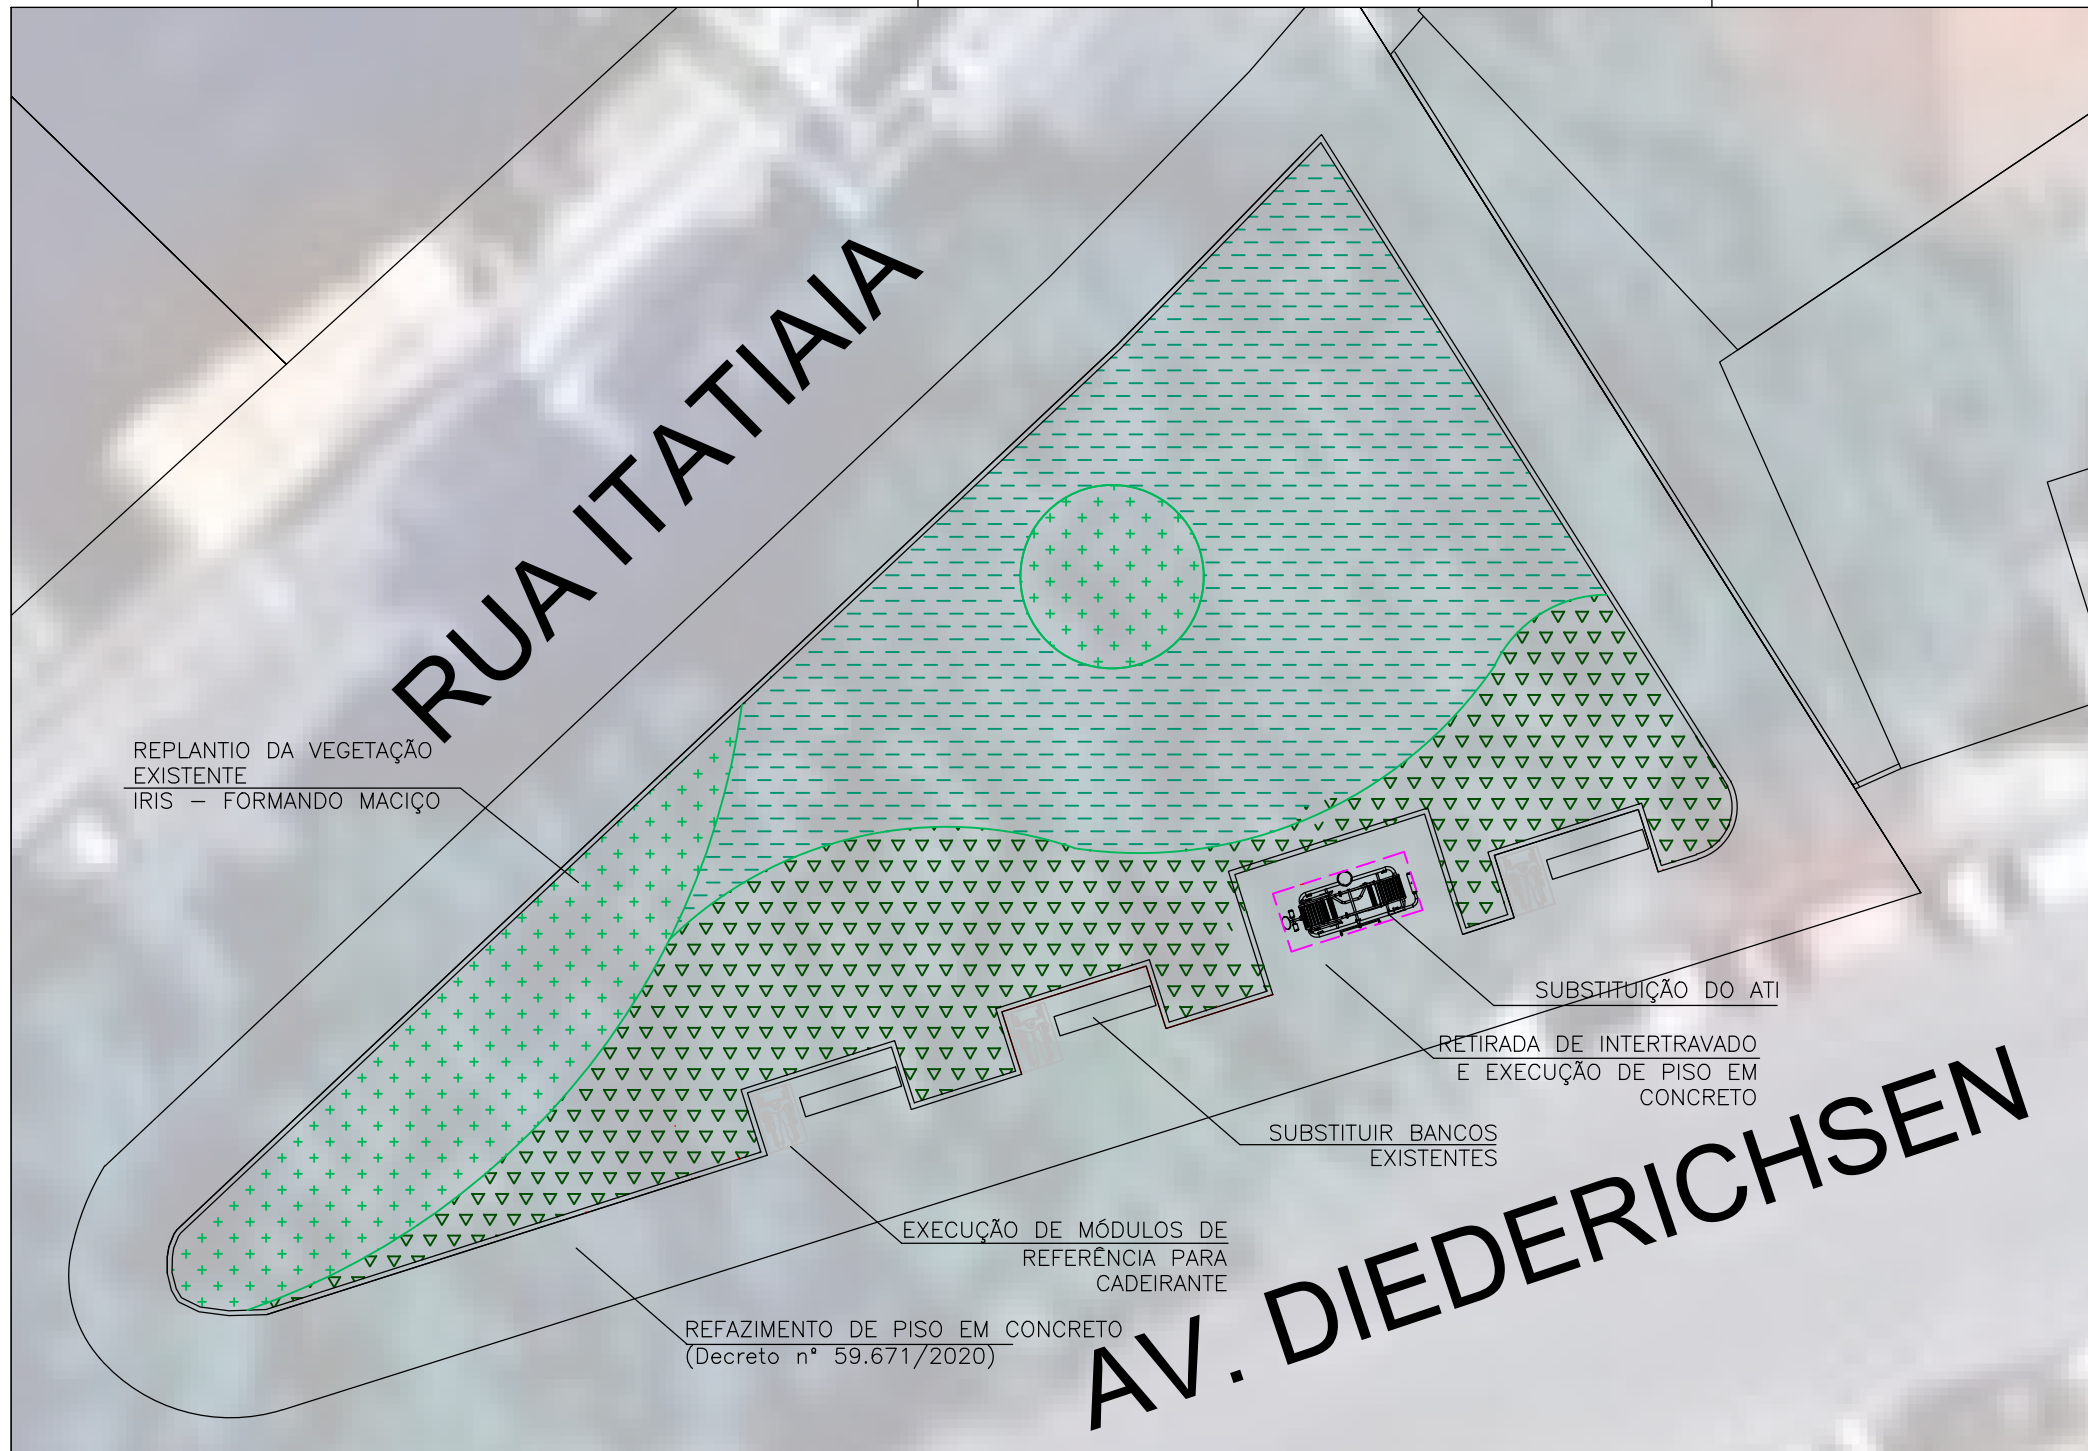 RUA ITATIAIA
REPLANTIO DA VEGETAÇÃO
EXISTENTE
IRIS – FORMANDO MACIÇO
SUBSTITUIÇÃO DO ATI
RETIRADA DE INTERTRAVADO
E EXECUÇÃO DE PISO EM
CONCRETO
SUBSTITUIR BANCOS
EXISTENTES
EXECUÇÃO DE MÓDULOS DE
REFERÊNCIA PARA
CADEIRANTE
REFAZIMENTO DE PISO EM CONCRETO
(Decreto n° 59.671/2020)
AV. DIEDERICHSEN